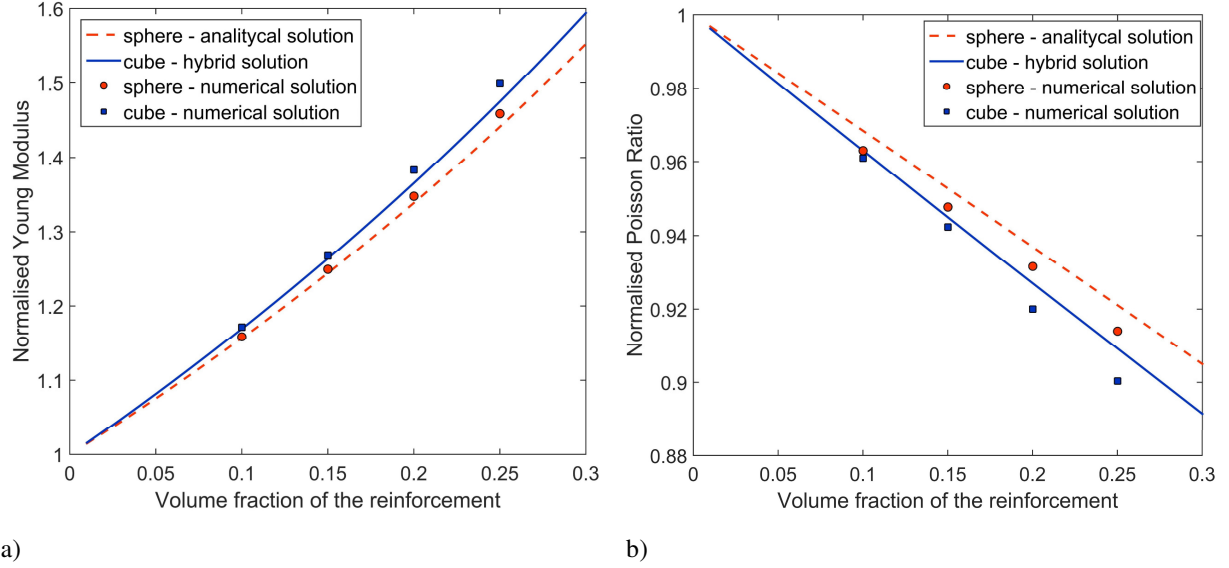 1.6
1.5
1.4
1.3
1.2
1.1
1
Normalised Young Modulus
sphere - analitycal solution
cube - hybrid solution
sphere - numerical solution
cube - numerical solution
0 0.05 0.1 0.15 0.2 0.25 0.3
Volume fraction of the reinforcement
a)
1
0.98
0.96
0.94
0.92
0.9
0.88
Normalised Poisson Ratio
sphere - analitycal solution
cube - hybrid solution
sphere - numerical solution
cube - numerical solution
0 0.05 0.1 0.15 0.2 0.25 0.3
Volume fraction of the reinforcement
b)